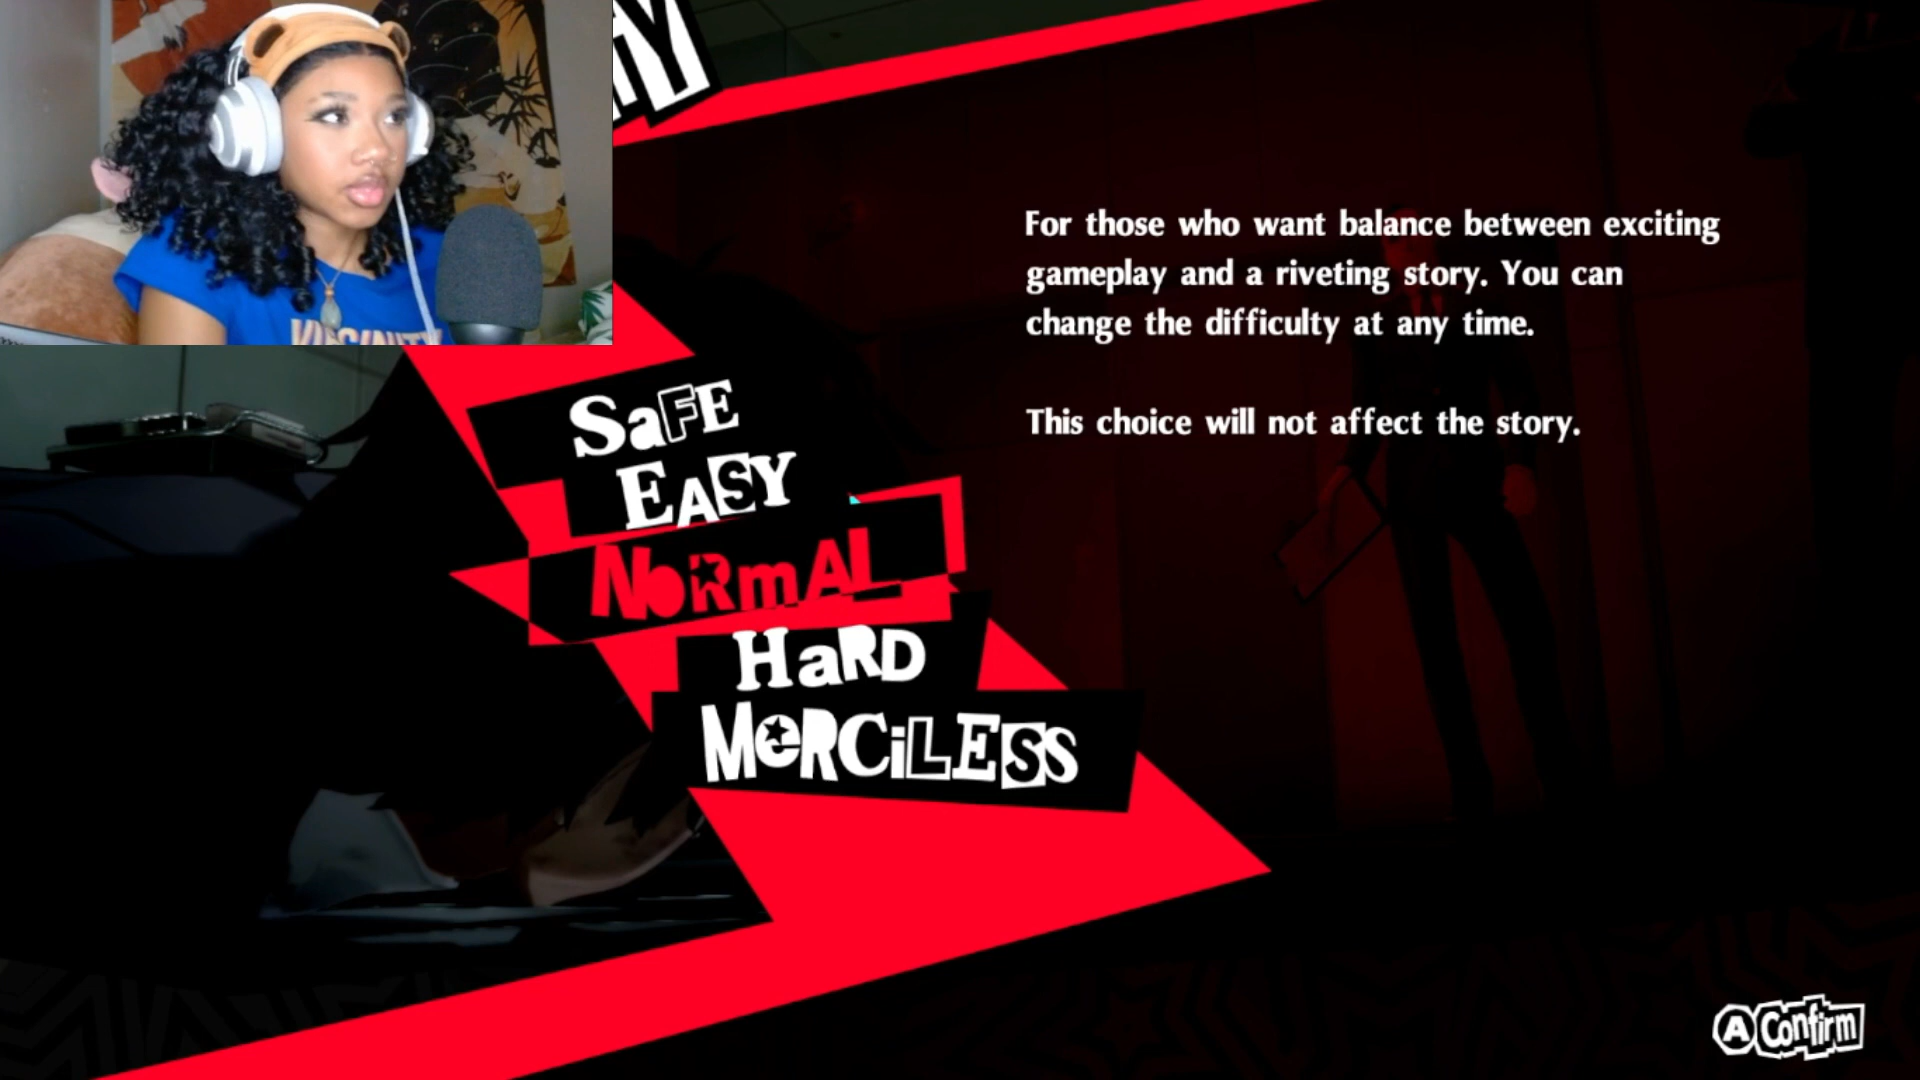 For those who want balance between exciting
gameplay and a riveting story. You can
change the difficulty at any time.
This choice will not affect the story.
SaFE
EASY
NoRmAL
HaRD
MeRCiLESS
A Confirm